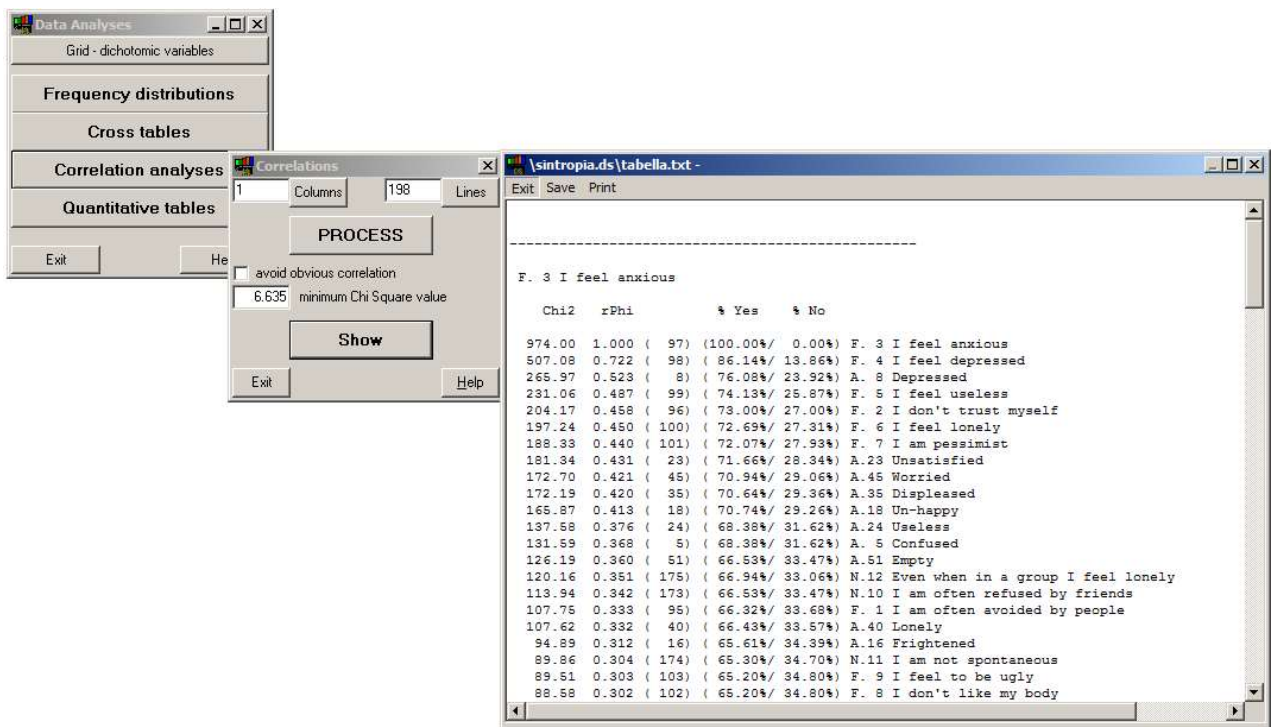 Data Analyses
Grid - dichotomic variables
Frequency distributions
Cross tables
Correlation analyses
Quantitative tables
Exit He
Correlations
1 Columns 198 Lines
PROCESS
avoid obvious correlation
6.635 minimum Chi Square value
Show
Exit Help
\sintropia.ds\tabella.txt -
Exit Save Print
--------------------------------------------------
F. 3 I feel anxious
Chi2 rPhi % Yes % No
974.00 1.000 ( 97) (100.00%/ 0.00%) F. 3 I feel anxious
507.08 0.722 ( 98) ( 86.14%/ 13.86%) F. 4 I feel depressed
265.97 0.523 ( 8) ( 76.08%/ 23.92%) A. 8 Depressed
231.06 0.487 ( 99) ( 74.13%/ 25.87%) F. 5 I feel useless
204.17 0.458 ( 96) ( 73.00%/ 27.00%) F. 2 I don't trust myself
197.24 0.450 ( 100) ( 72.69%/ 27.31%) F. 6 I feel lonely
188.33 0.440 ( 101) ( 72.07%/ 27.93%) F. 7 I am pessimist
181.34 0.431 ( 23) ( 71.66%/ 28.34%) A.23 Unsatisfied
172.70 0.421 ( 45) ( 70.94%/ 29.06%) A.45 Worried
172.19 0.420 ( 35) ( 70.64%/ 29.36%) A.35 Displeased
165.87 0.413 ( 18) ( 70.74%/ 29.26%) A.18 Un-happy
137.58 0.376 ( 24) ( 68.38%/ 31.62%) A.24 Useless
131.59 0.368 ( 5) ( 68.38%/ 31.62%) A. 5 Confused
126.19 0.360 ( 51) ( 66.53%/ 33.47%) A.51 Empty
120.16 0.351 ( 175) ( 66.94%/ 33.06%) N.12 Even when in a group I feel lonely
113.94 0.342 ( 173) ( 66.53%/ 33.47%) N.10 I am often refused by friends
107.75 0.333 ( 95) ( 66.32%/ 33.68%) F. 1 I am often avoided by people
107.62 0.332 ( 40) ( 66.43%/ 33.57%) A.40 Lonely
94.89 0.312 ( 16) ( 65.61%/ 34.39%) A.16 Frightened
89.86 0.304 ( 174) ( 65.30%/ 34.70%) N.11 I am not spontaneous
89.51 0.303 ( 103) ( 65.20%/ 34.80%) F. 9 I feel to be ugly
88.58 0.302 ( 102) ( 65.20%/ 34.80%) F. 8 I don't like my body